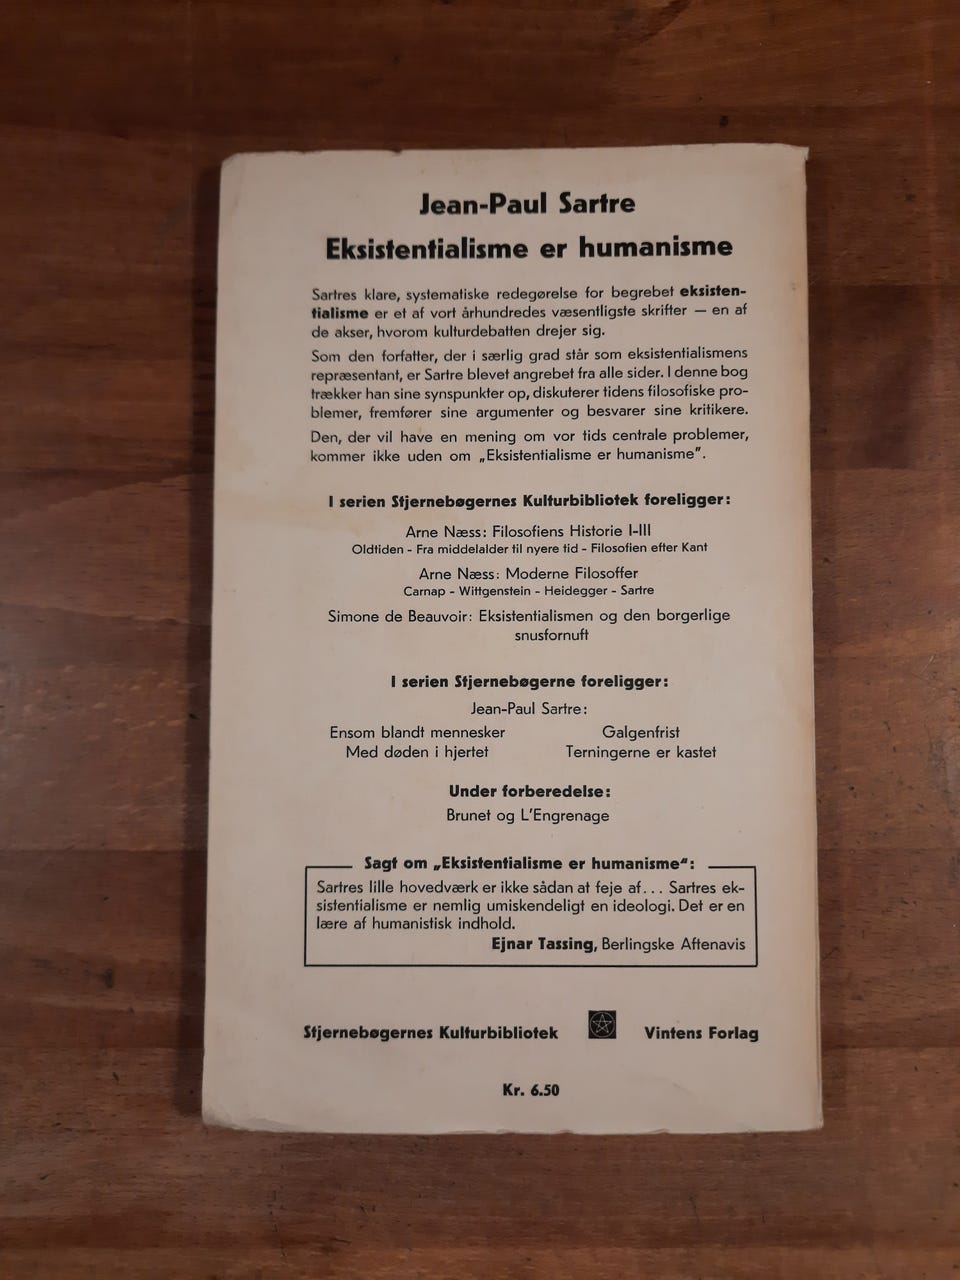 Jean-Paul Sartre
Eksistentialisme er humanisme
Sartres klare, systematiske redegørelse for begrebet eksisten-
tialisme er et af vort århundredes væsentligste skrifter — en af
de akser, hvorom kulturdebatten drejer sig.
Som den forfatter, der i særlig grad står som eksistentialismens
repræsentant, er Sartre blevet angrebet fra alle sider. I denne bog
trækker han sine synspunkter op, diskuterer tidens filosofiske pro-
blemer, fremfører sine argumenter og besvarer sine kritikere.
Den, der vil have en mening om vor tids centrale problemer,
kommer ikke uden om „Eksistentialisme er humanisme”.
I serien Stjernebøgernes Kulturbibliotek foreligger:
Arne Næss: Filosofiens Historie I-III
Oldtiden - Fra middelalder til nyere tid - Filosofien efter Kant
Arne Næss: Moderne Filosoffer
Carnap - Wittgenstein - Heidegger - Sartre
Simone de Beauvoir: Eksistentialismen og den borgerlige
snusfornuft
I serien Stjernebøgerne foreligger:
Jean-Paul Sartre:
Ensom blandt mennesker Galgenfrist
Med døden i hjertet Terningerne er kastet
Under forberedelse:
Brunet og L'Engrenage
Sagt om „Eksistentialisme er humanisme“:
Sartres lille hovedværk er ikke sådan at feje af... Sartres ek-
sistentialisme er nemlig umiskendeligt en ideologi. Det er en
lære af humanistisk indhold.
Ejnar Tassing, Berlingske Aftenavis
Stjernebøgernes Kulturbibliotek Vintens Forlag
Kr. 6.50